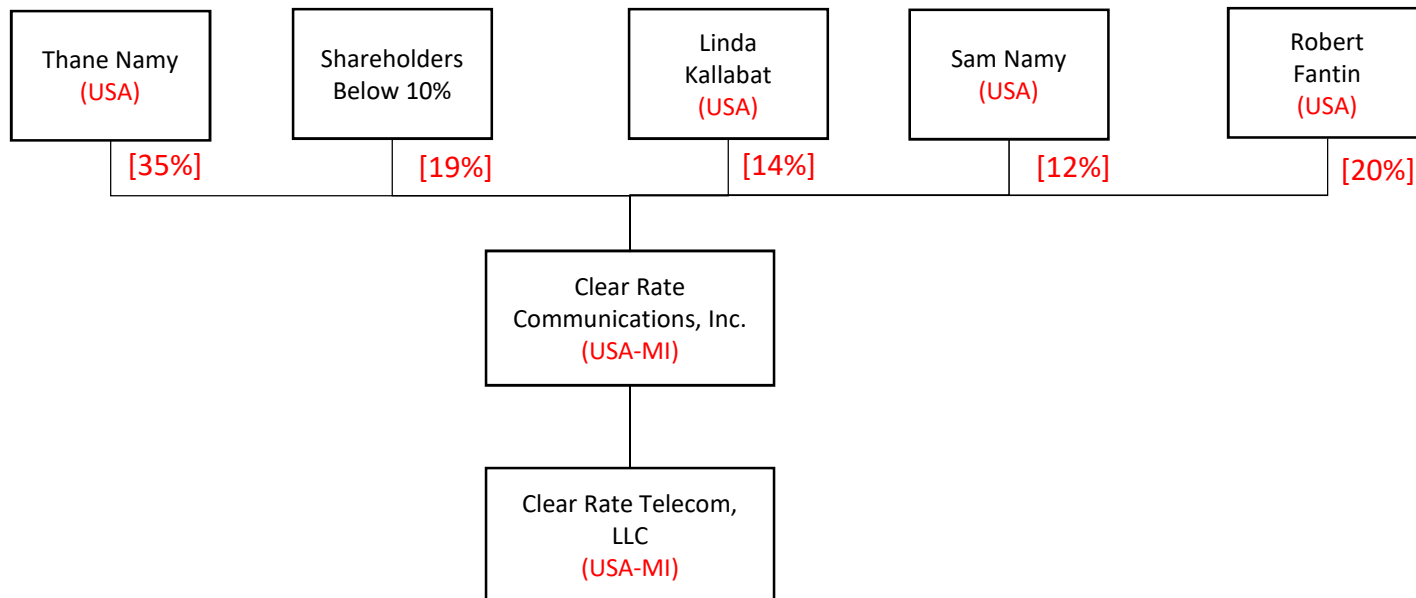 Thane Namy
(USA)
Shareholders
Below 10%
Linda
Kallabat
(USA)
Sam Namy
(USA)
Robert
Fantin
(USA)
[35%]
[19%]
[14%]
[12%]
[20%]
Clear Rate
Communications, Inc.
(USA-MI)
Clear Rate Telecom,
LLC
(USA-MI)